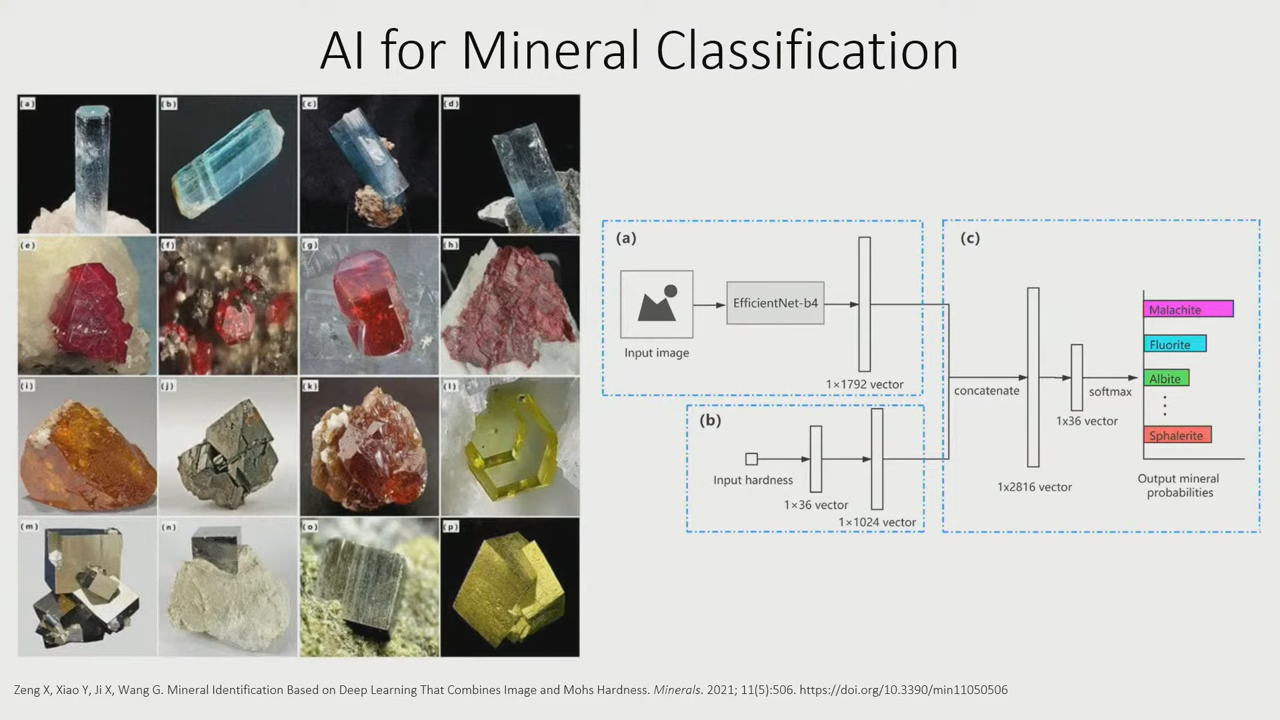 AI for Mineral Classification
(a)
(b)
(c)
(d)
(e)
(f)
(g)
(h)
(i)
(j)
(k)
(l)
(m)
(n)
(o)
(p)
(a)
Input image
EfficientNet-b4
1×1792 vector
(b)
Input hardness
1×36 vector
1×1024 vector
(c)
concatenate
1x2816 vector
1x36 vector
softmax
Malachite
Fluorite
Albite
Sphalerite
Output mineral
probabilities
Zeng X, Xiao Y, Ji X, Wang G. Mineral Identification Based on Deep Learning That Combines Image and Mohs Hardness. Minerals. 2021; 11(5):506. https://doi.org/10.3390/min11050506